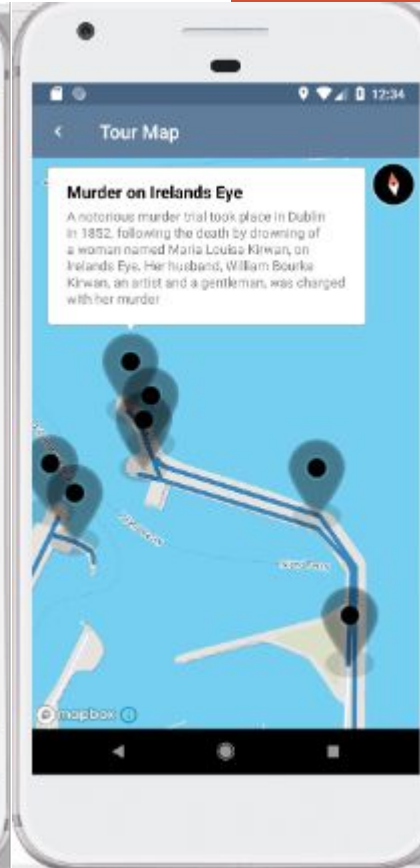 12:34
Tour Map
Murder on Irelands Eye
A notorious murder trial took place in Dublin
in 1852, following the death by drowning of
a woman named Maria Louisa Kirwan, on
Irelands Eye. Her husband, William Bourke
Kirwan, an artist and a gentleman, was charged
with her murder
mapbox